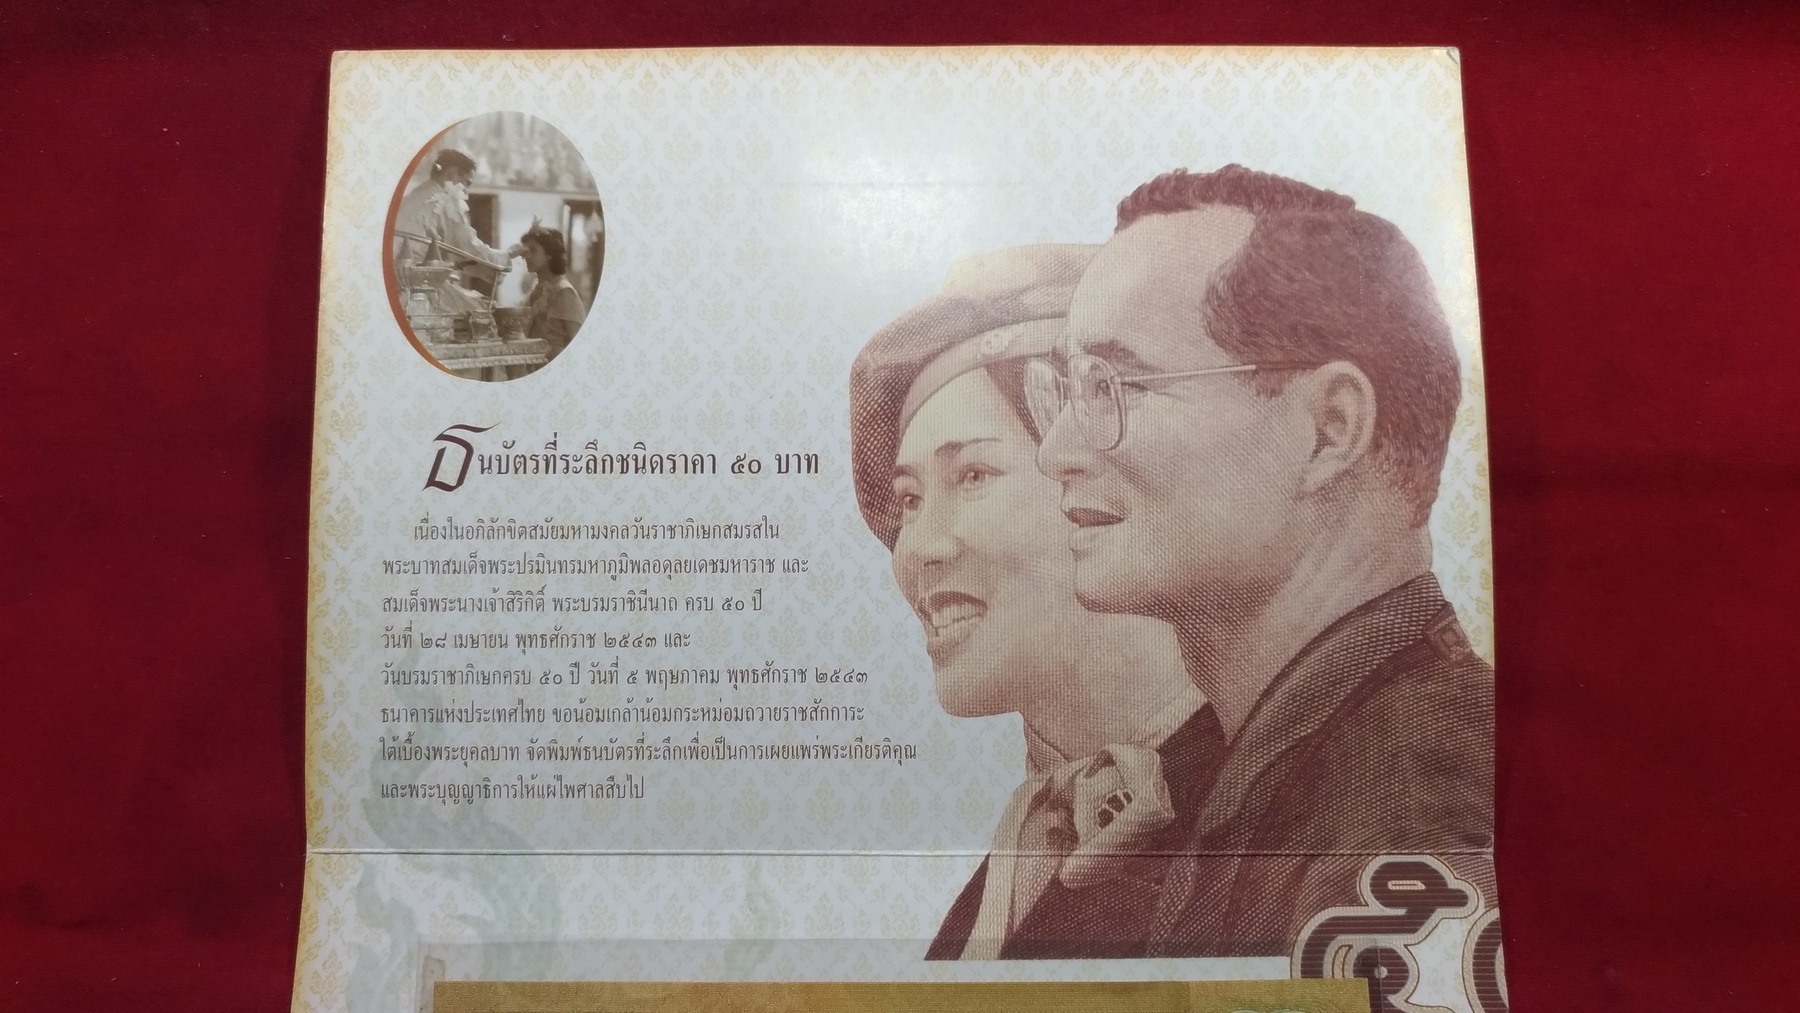 ธนบัตรที่ระลึกชนิดราคา ๕๐ บาท
เนื่องในอภิลักขิตสมัยมหามงคลวันราชาภิเษกสมรสใน
พระบาทสมเด็จพระปรมินทรมหาภูมิพลอดุลยเดชมหาราช และ
สมเด็จพระนางเจ้าสิริกิติ์ พระบรมราชินีนาถ ครบ ๕๐ ปี
วันที่ ๒๘ เมษายน พุทธศักราช ๒๕๔๓ และ
วันบรมราชาภิเษกครบ ๕๐ ปี วันที่ ๕ พฤษภาคม พุทธศักราช ๒๕๔๓
ธนาคารแห่งประเทศไทย ขอน้อมเกล้าน้อมกระหม่อมถวายราชสักการะ
ใต้เบื้องพระยุคลบาท จัดพิมพ์ธนบัตรที่ระลึกเพื่อเป็นการเผยแพร่พระเกียรติคุณ
และพระบุญญาธิการให้แผ่ไพศาลสืบไป
๕๐